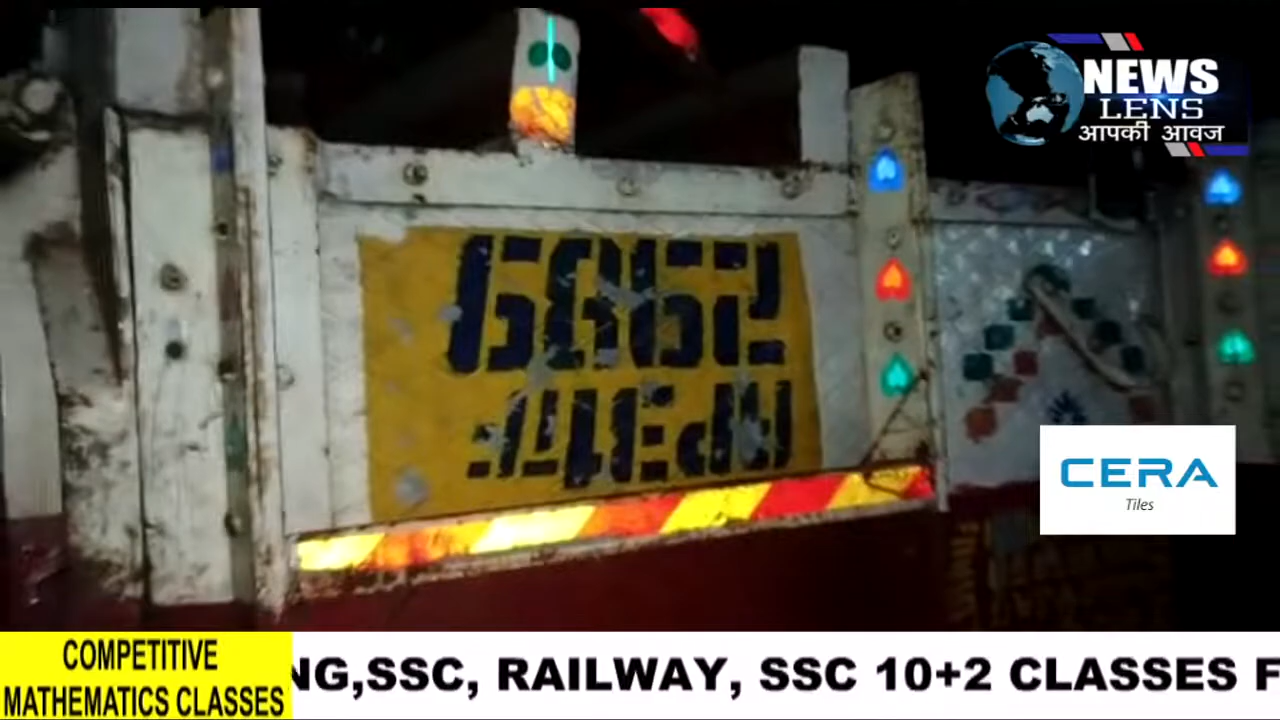 NEWS
LENS
आपकी आवज
CERA
Tiles
COMPETITIVE
MATHEMATICS CLASSES
NG,SSC, RAILWAY, SSC 10+2 CLASSES F